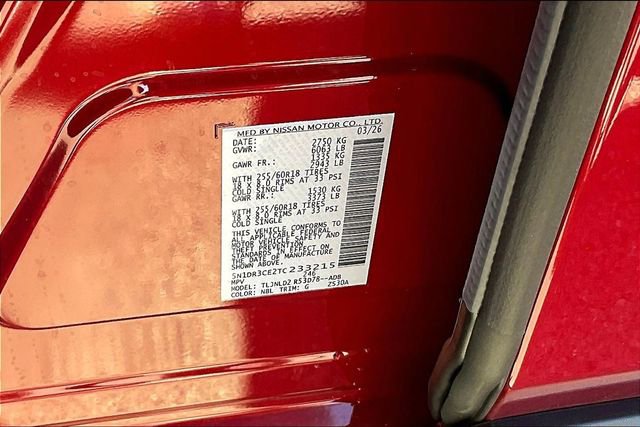 MFD BY NISSAN MOTOR CO., LTD.
DATE: 03/26
GVWR: 2750 KG
6063 LB
GAWR FR.: 1335 KG
2943 LB
WITH 255/60R18 TIRES
18 X 8.0 RIMS AT 33 PSI
COLD SINGLE
GAWR RR.: 1530 KG
3373 LB
WITH 255/60R18 TIRES
18 X 8.0 RIMS AT 33 PSI
COLD SINGLE
THIS VEHICLE CONFORMS TO
ALL APPLICABLE FEDERAL
MOTOR VEHICLE SAFETY AND
THEFT PREVENTION
STANDARDS IN EFFECT ON
THE DATE OF MANUFACTURE
SHOWN ABOVE.
5N1DR3CE2TC233215
MPV 246
MODEL: TLJNLD2 R53D78--ADB
COLOR: NBL TRIM: G Z530A